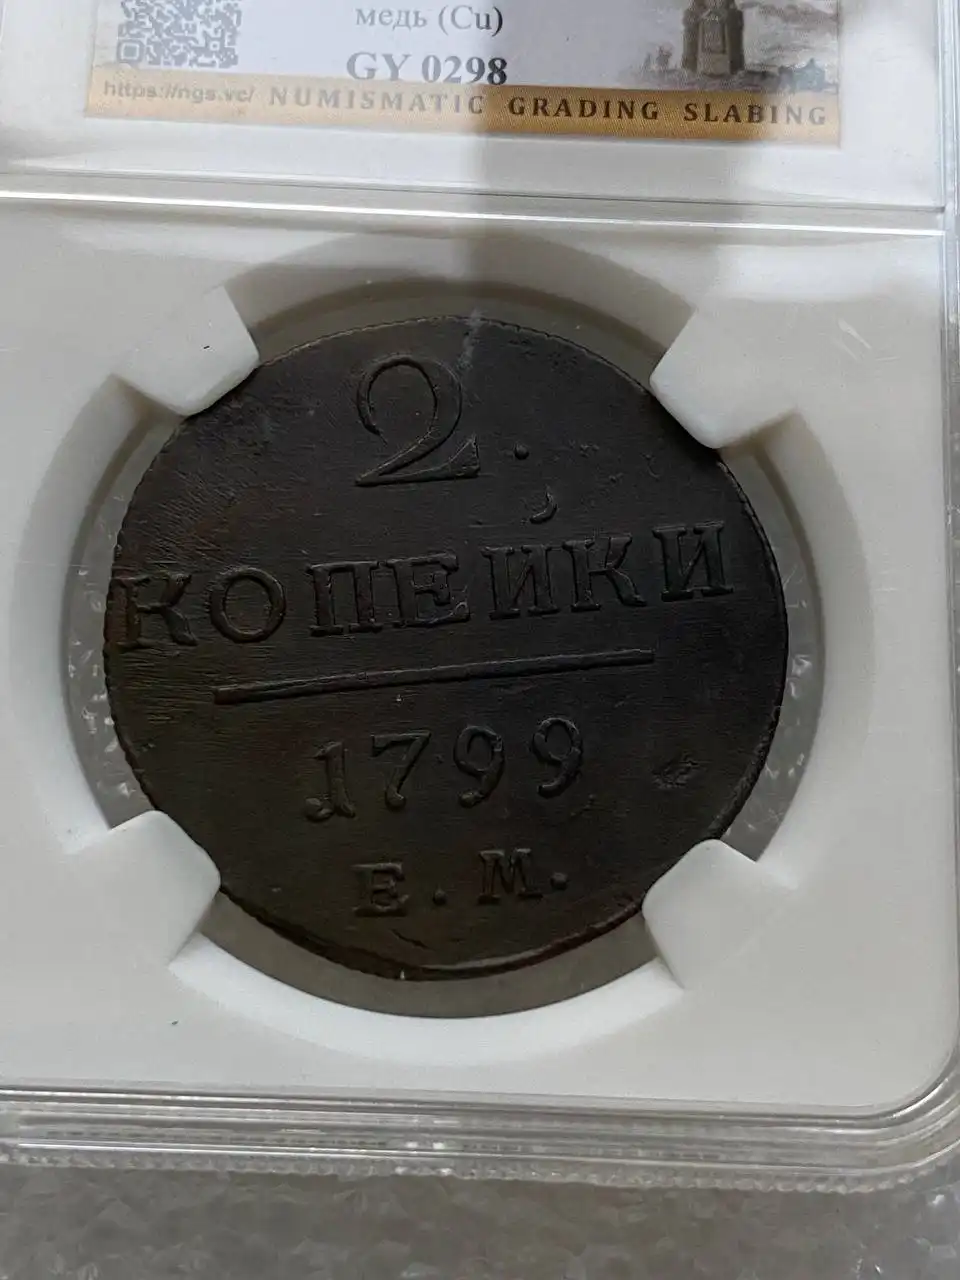 медь (Cu)
GY 0298
https://ngs.vc/ NUMISMATIC GRADING SLABING
2.
КОПЕЙКИ
1799
Е.М.